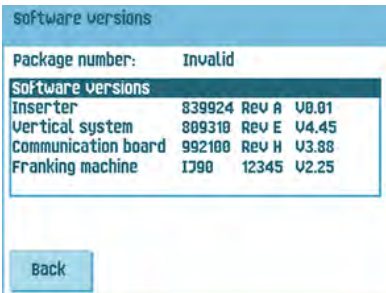 Software versions
Package number: Invalid
Software versions
Inserter 839924 Rev A V0.01
Vertical system 809310 Rev E V4.45
Communication board 992100 Rev H V3.88
Franking machine IJ90 12345 V2.25
Back